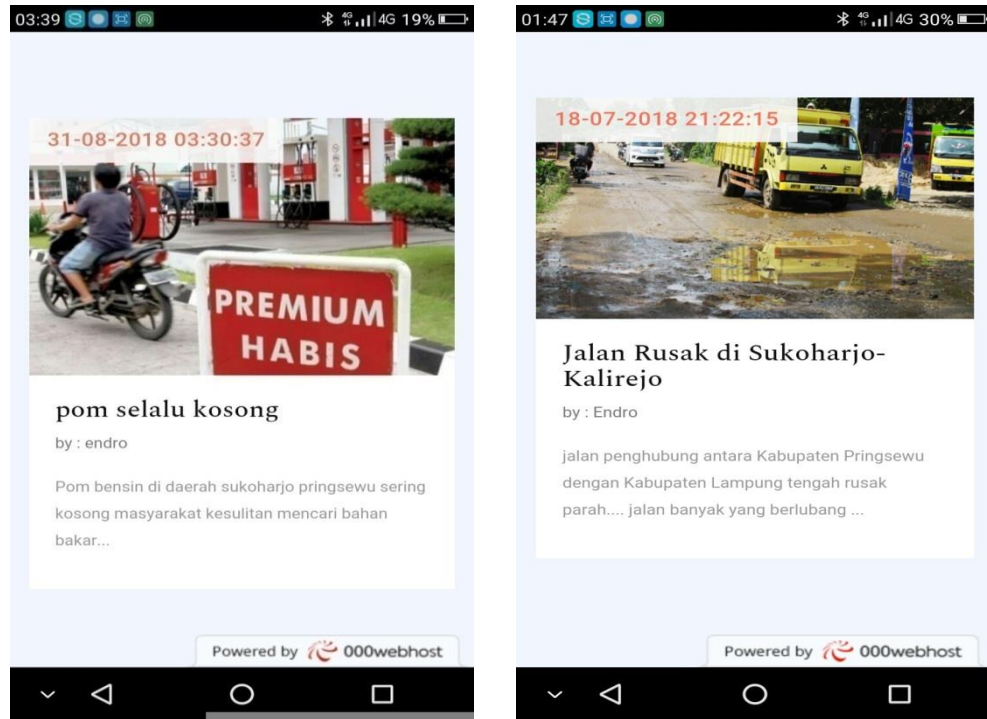 03:39
4G 4G 19%
31-08-2018 03:30:37
PREMIUM
HABIS
pom selalu kosong
by : endro
Pom bensin di daerah sukoharjo pringsewu sering
kosong masyarakat kesulitan mencari bahan
bakar...
Powered by 000webhost
01:47
4G 4G 30%
18-07-2018 21:22:15
Jalan Rusak di Sukoharjo-
Kalirejo
by : Endro
jalan penghubung antara Kabupaten Pringsewu
dengan Kabupaten Lampung tengah rusak
parah.... jalan banyak yang berlubang ...
Powered by 000webhost